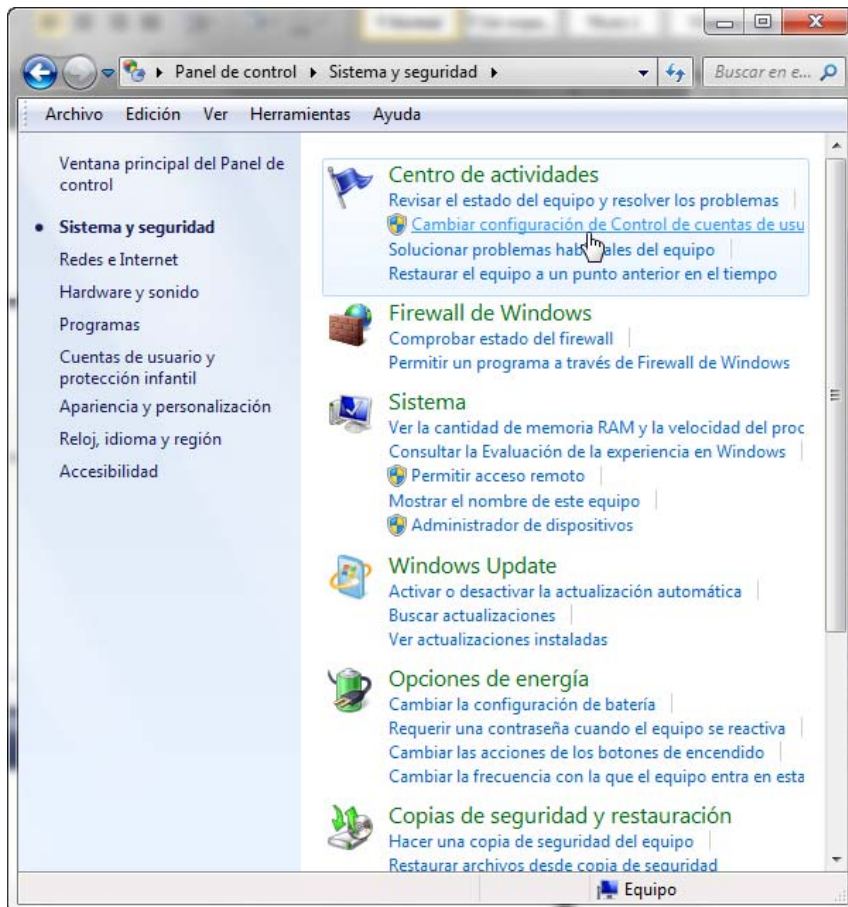 Panel de control ▸ Sistema y seguridad ▸
Buscar en e...
Archivo Edición Ver Herramientas Ayuda
Ventana principal del Panel de
control
Sistema y seguridad
Redes e Internet
Hardware y sonido
Programas
Cuentas de usuario y
protección infantil
Apariencia y personalización
Reloj, idioma y región
Accesibilidad
Centro de actividades
Revisar el estado del equipo y resolver los problemas
Cambiar configuración de Control de cuentas de usu
Solucionar problemas del equipo
Restaurar el equipo a un punto anterior en el tiempo
Firewall de Windows
Comprobar estado del firewall
Permitir un programa a través de Firewall de Windows
Sistema
Ver la cantidad de memoria RAM y la velocidad del proc
Consultar la Evaluación de la experiencia en Windows
Permitir acceso remoto
Mostrar el nombre de este equipo
Administrador de dispositivos
Windows Update
Activar o desactivar la actualización automática
Buscar actualizaciones
Ver actualizaciones instaladas
Opciones de energía
Cambiar la configuración de batería
Requerir una contraseña cuando el equipo se reactiva
Cambiar las acciones de los botones de encendido
Cambiar la frecuencia con la que el equipo entra en esta
Copias de seguridad y restauración
Hacer una copia de seguridad del equipo
Restaurar archivos desde copia de seguridad
Equipo